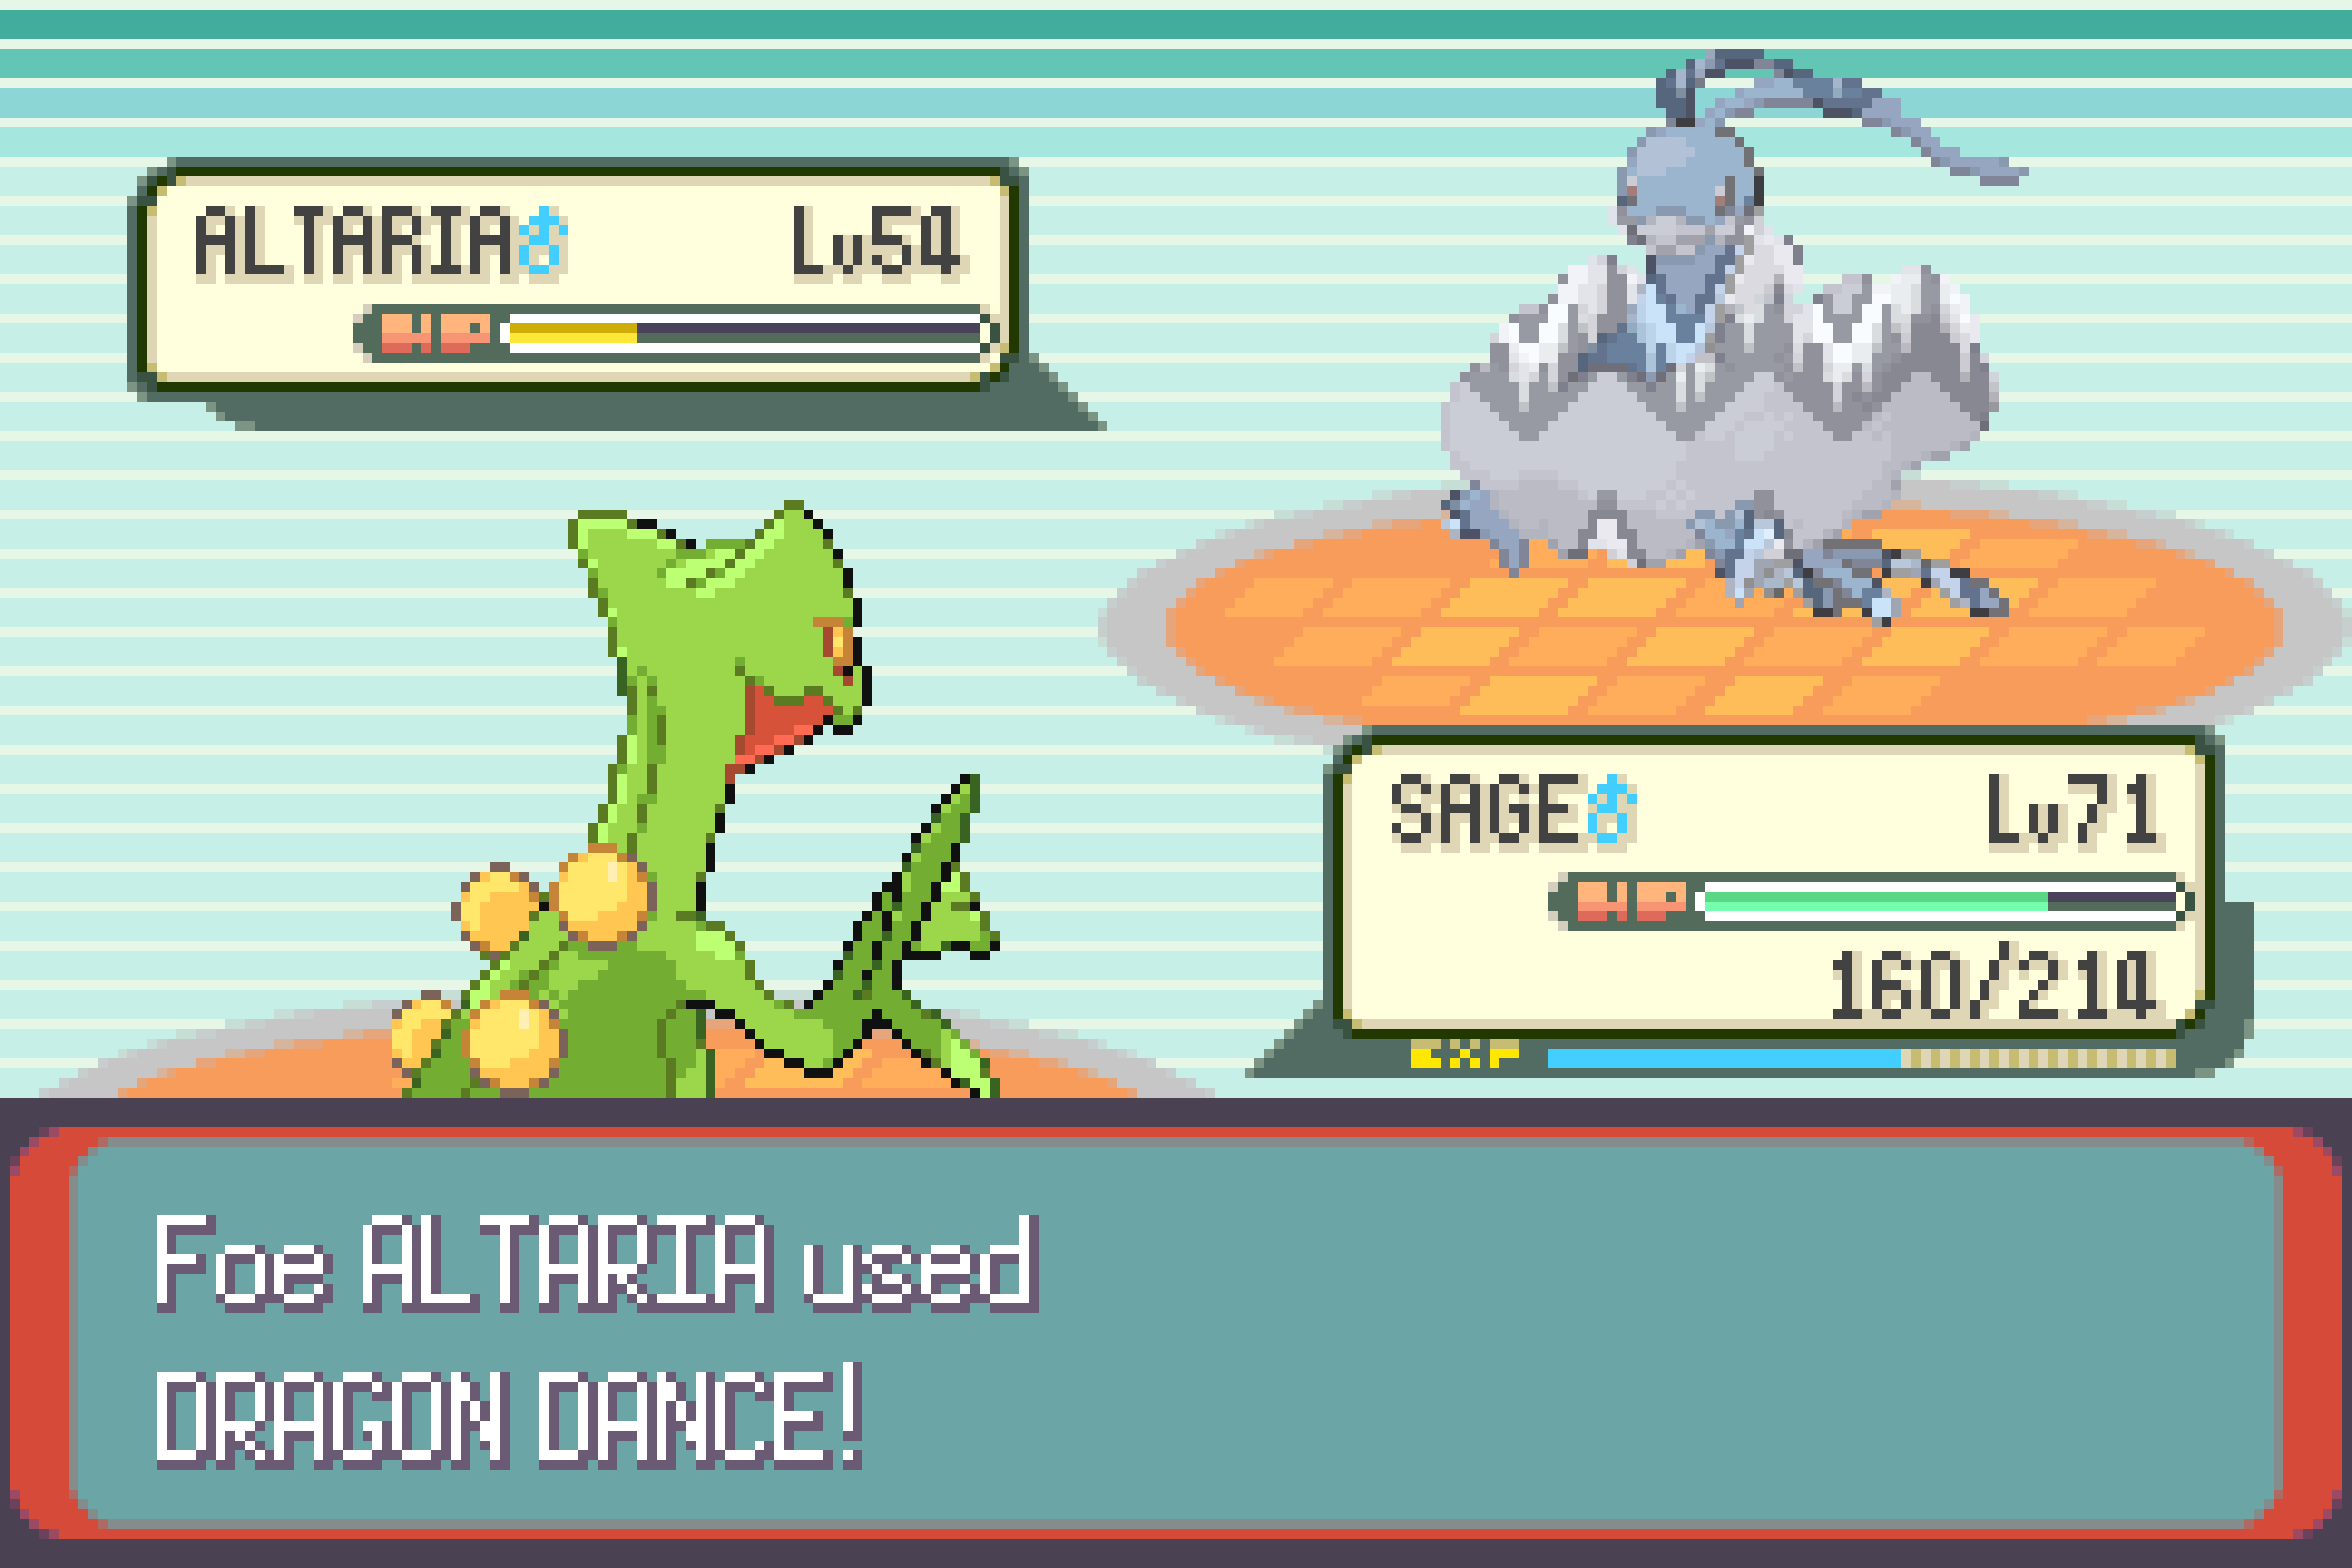 ALTARIA♂ Lv54
HP
SAGE♂ Lv71
HP
160/214
EXP
Foe ALTARIA used
DRAGON DANCE!